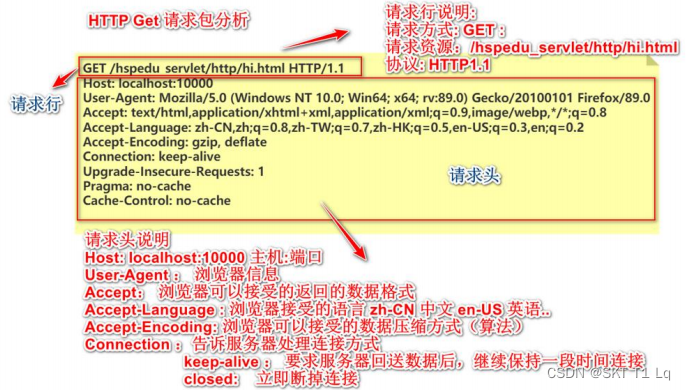 HTTP Get 请求包分析
请求行说明:
请求方式: GET :
请求资源: /hspedu_servlet/http/hi.html
协议: HTTP1.1
GET /hspedu_servlet/http/hi.html HTTP/1.1
请求行
Host: localhost:10000
User-Agent: Mozilla/5.0 (Windows NT 10.0; Win64; x64; rv:89.0) Gecko/20100101 Firefox/89.0
Accept: text/html,application/xhtml+xml,application/xml;q=0.9,image/webp,*/*;q=0.8
Accept-Language: zh-CN,zh;q=0.8,zh-TW;q=0.7,zh-HK;q=0.5,en-US;q=0.3,en;q=0.2
Accept-Encoding: gzip, deflate
Connection: keep-alive
Upgrade-Insecure-Requests: 1
Pragma: no-cache
Cache-Control: no-cache
请求头
请求头说明
Host: localhost:10000 主机:端口
User-Agent： 浏览器信息
Accept： 浏览器可以接受的返回的数据格式
Accept-Language : 浏览器接受的语言 zh-CN 中文 en-US 英语..
Accept-Encoding: 浏览器可以接受的数据压缩方式（算法）
Connection ：告诉服务器处理连接方式
keep-alive ： 要求服务器回送数据后，继续保持一段时间连接
closed: 立即断掉连接
CSDN @SKT T1 Lq